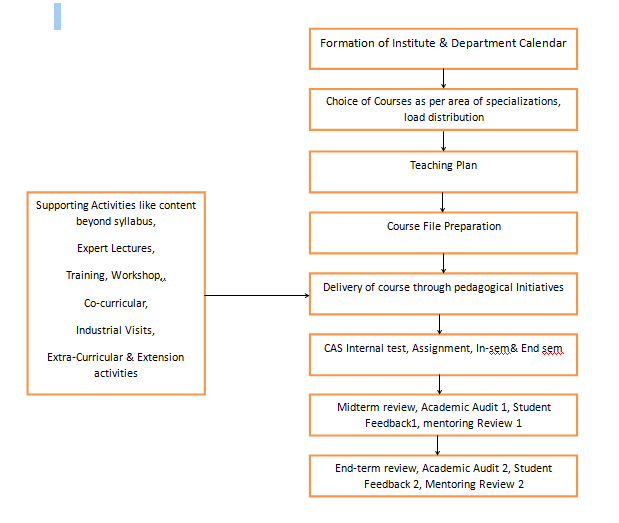 Formation of Institute & Department Calendar
Choice of Courses as per area of specializations,
load distribution
Teaching Plan
Course File Preparation
Supporting Activities like content
beyond syllabus,
Expert Lectures,
Training, Workshop,,
Co-curricular,
Industrial Visits,
Extra-Curricular & Extension
activities
Delivery of course through pedagogical Initiatives
CAS Internal test, Assignment, In-sem& End sem
Midterm review, Academic Audit 1, Student
Feedback1, mentoring Review 1
End-term review, Academic Audit 2, Student
Feedback 2, Mentoring Review 2